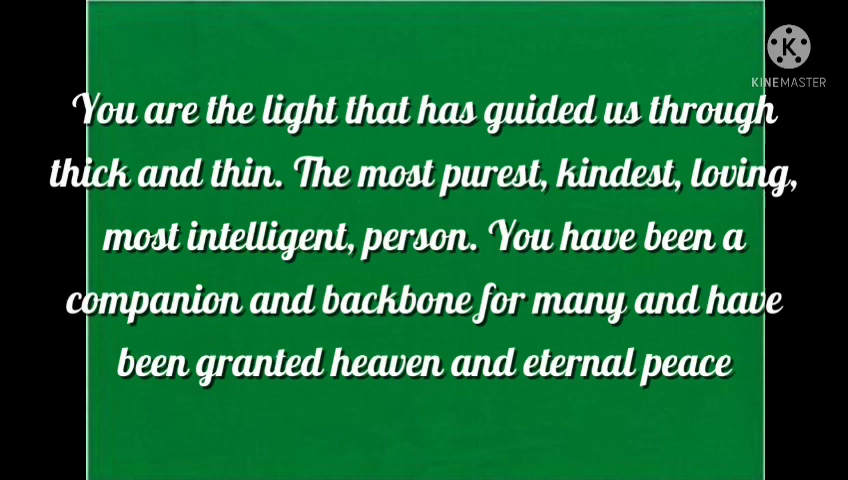 KINEMASTER
You are the light that has guided us through
thick and thin. The most purest, kindest, loving,
most intelligent, person. You have been a
companion and backbone for many and have
been granted heaven and eternal peace